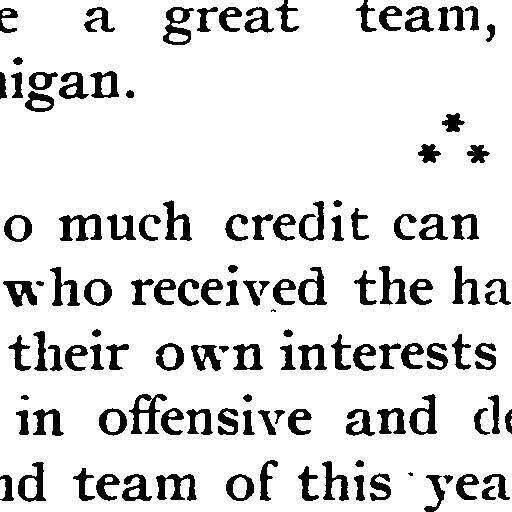 e a great team,
igan.
⁂
o much credit can
who received the ha
their own interests
in offensive and de
nd team of this yea